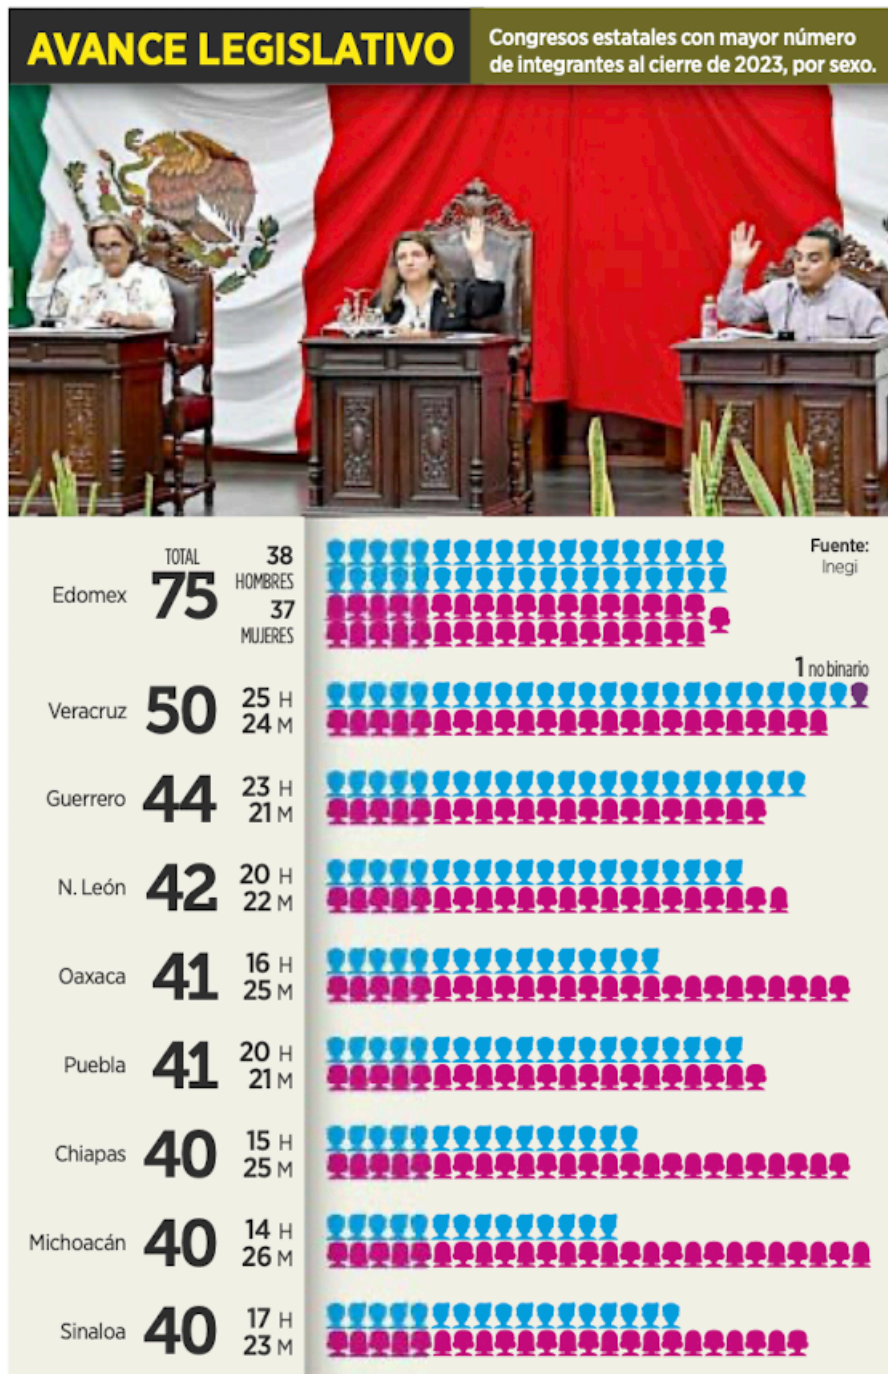 AVANCE LEGISLATIVO
Congresos estatales con mayor número
de integrantes al cierre de 2023, por sexo.
Fuente:
Inegi
Edomex
TOTAL
75
38
HOMBRES
37
MUJERES
1 no binario
Veracruz 50 25 H
24 M
Guerrero 44 23 H
21 M
N. León 42 20 H
22 M
Oaxaca 41 16 H
25 M
Puebla 41 20 H
21 M
Chiapas 40 15 H
25 M
Michoacán 40 14 H
26 M
Sinaloa 40 17 H
23 M